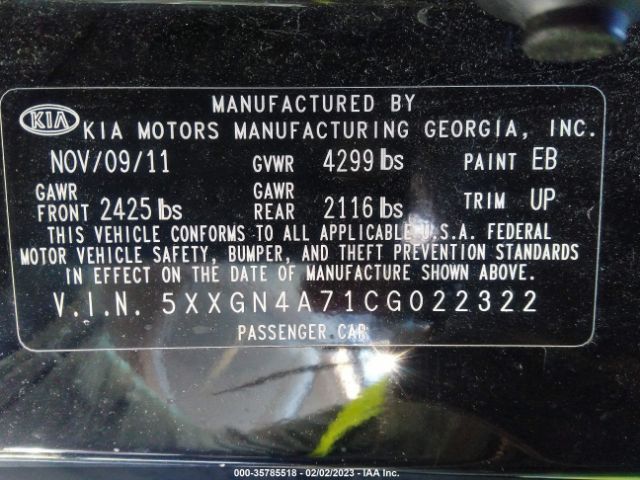 MANUFACTURED BY
KIA KIA MOTORS MANUFACTURING GEORGIA, INC.
NOV/09/11 GVWR 4299 lbs PAINT EB
GAWR FRONT 2425 lbs GAWR REAR 2116 lbs TRIM UP
THIS VEHICLE CONFORMS TO ALL APPLICABLE U.S.A. FEDERAL
MOTOR VEHICLE SAFETY, BUMPER, AND THEFT PREVENTION STANDARDS
IN EFFECT ON THE DATE OF MANUFACTURE SHOWN ABOVE.
V.I.N. 5XXGN4A71CG022322
PASSENGER CAR
000-35785518 - 02/02/2023 - IAA Inc.